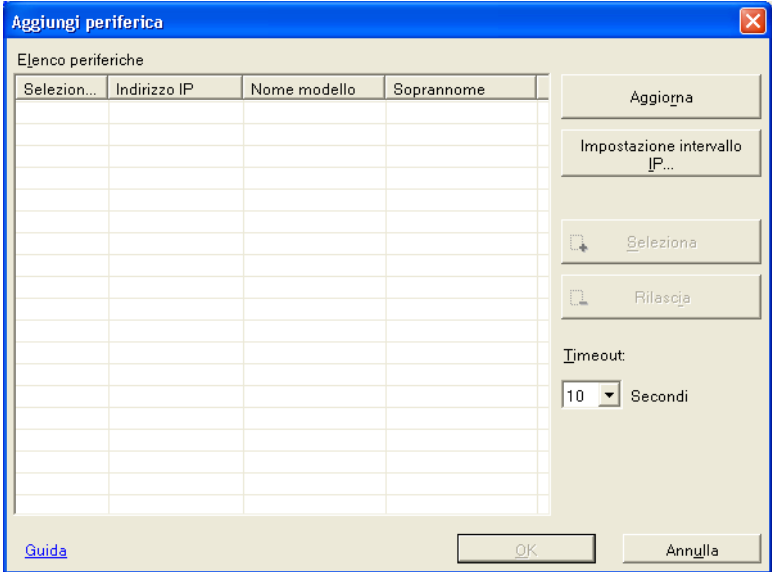 Aggiungi periferica
Elenco periferiche
Selezion... Indirizzo IP Nome modello Soprannome
Aggiorna
Impostazione intervallo
IP...
Seleziona
Rilascia
Timeout:
10 Secondi
Guida OK Annulla